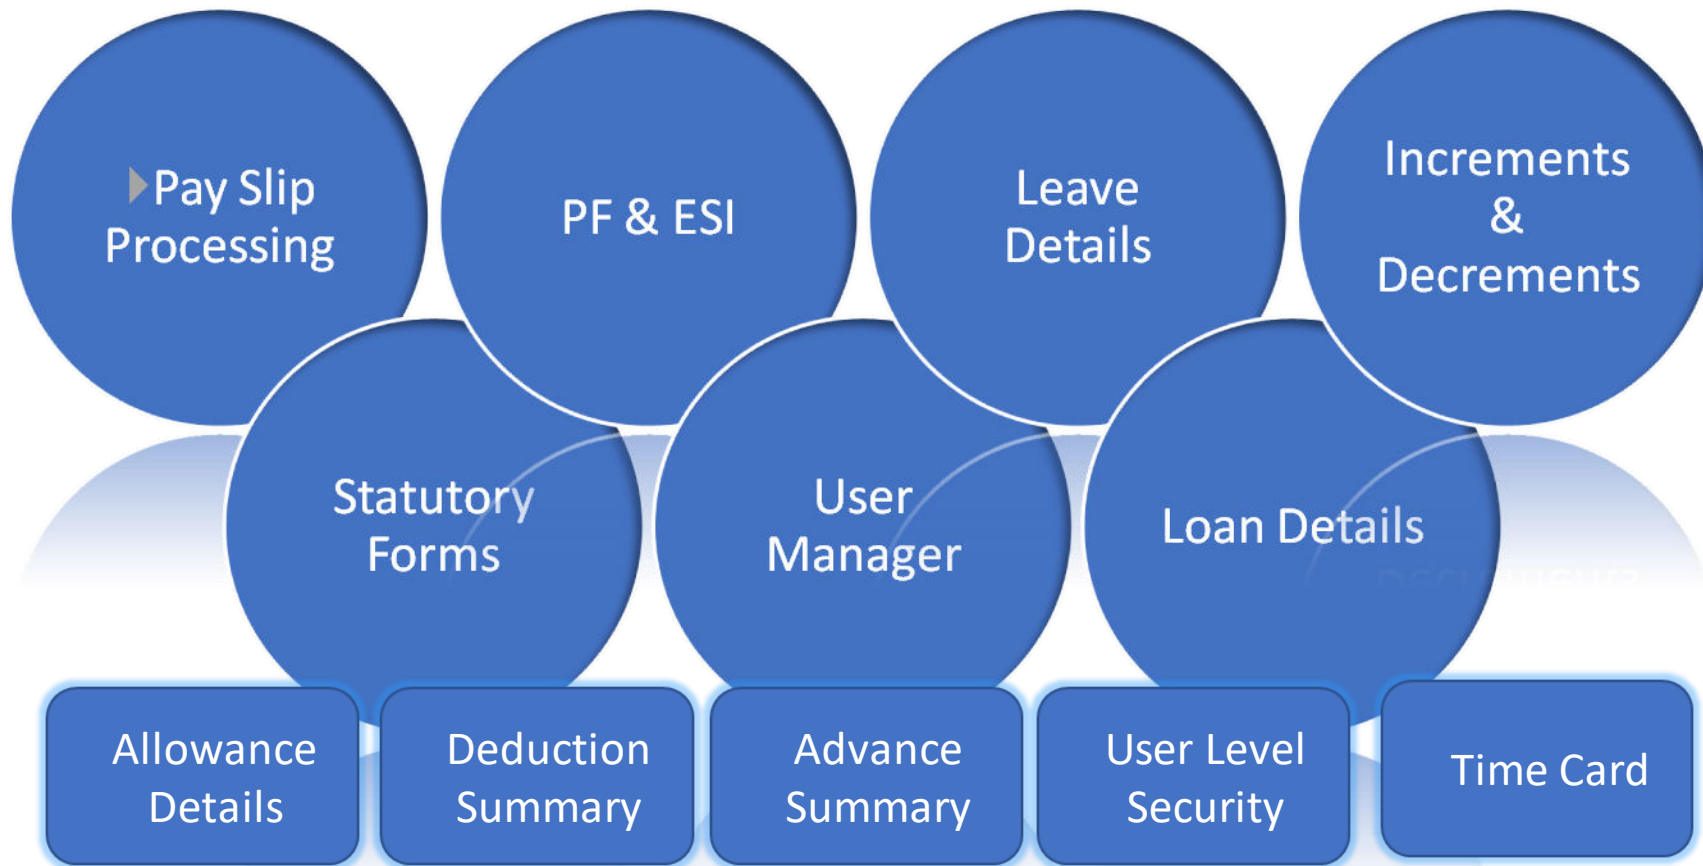 Pay Slip
Processing
PF & ESI
Leave
Details
Increments
&
Decrements
Statutory
Forms
User
Manager
Loan Details
Allowance
Details
Deduction
Summary
Advance
Summary
User Level
Security
Time Card